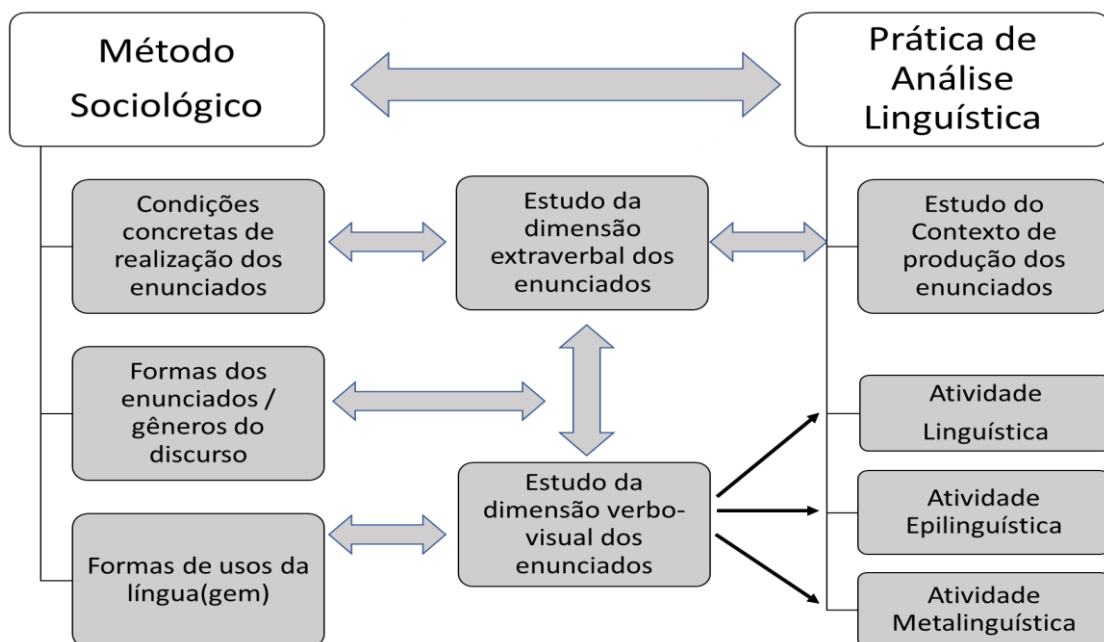 Método
Sociológico
Prática de
Análise
Linguística
Condições
concretas de
realização dos
enunciados
Estudo da
dimensão
extraverbal dos
enunciados
Estudo do
Contexto de
produção dos
enunciados
Formas dos
enunciados /
gêneros do
discurso
Atividade
Linguística
Estudo da
dimensão verbo-
visual dos
enunciados
Atividade
Epilinguística
Formas de usos da
língua(gem)
Atividade
Metalinguística